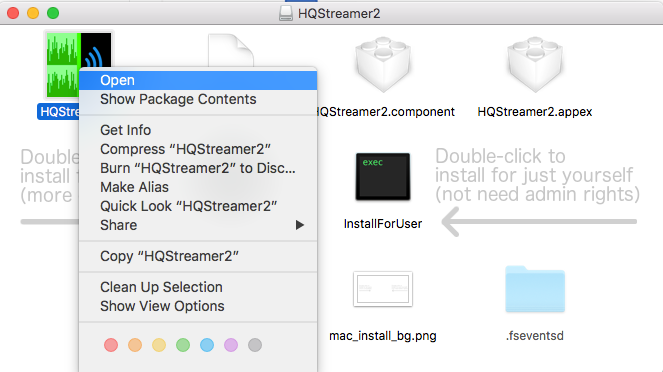 HQStreamer2
HQStre
HQStreamer2.component
HQStreamer2.appex
Open
Show Package Contents
Get Info
Compress “HQStreamer2”
Burn “HQStreamer2” to Disc...
Make Alias
Quick Look “HQStreamer2”
Share
Copy “HQStreamer2”
Clean Up Selection
Show View Options
Double-
install
(more
exec
InstallForUser
Double-click to
install for just yourself
(not need admin rights)
mac_install_bg.png
.fseventsd